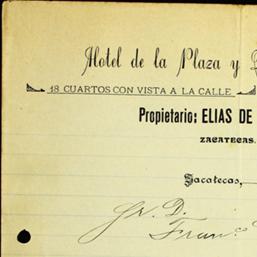 Hotel de la Plaza y
18 CUARTOS CON VISTA A LA CALLE
Propietario: ELIAS DE
ZACATECAS.
Zacatecas,
Sr. D.
Franco